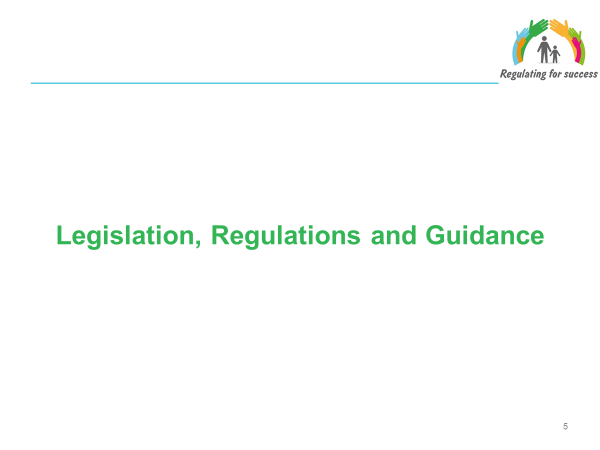 Regulating for success
Legislation, Regulations and Guidance
5